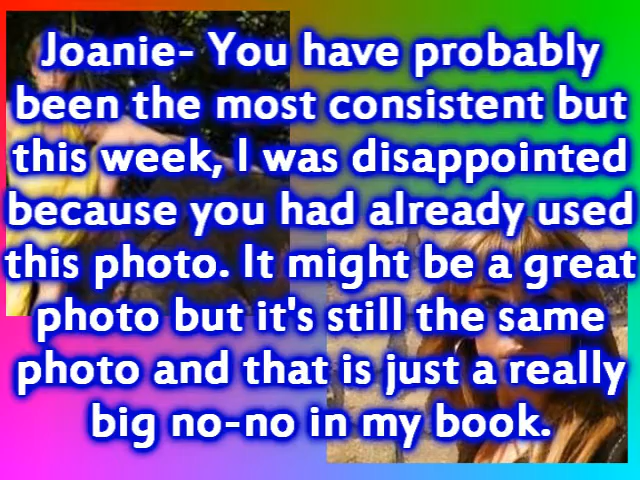 Joanie- You have probably
been the most consistent but
this week, I was disappointed
because you had already used
this photo. It might be a great
photo but it's still the same
photo and that is just a really
big no-no in my book.